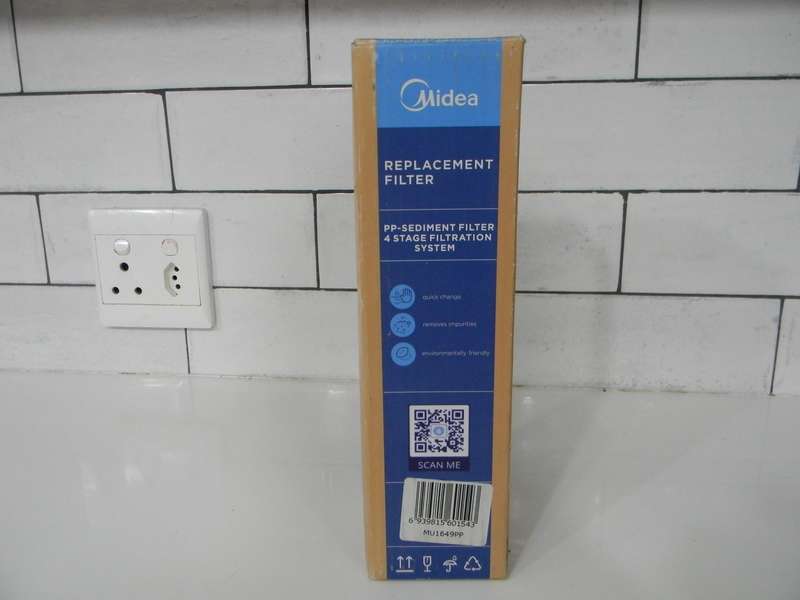 Midea
REPLACEMENT
FILTER
PP-SEDIMENT FILTER
4 STAGE FILTRATION
SYSTEM
quick change
removes impurities
environmentally friendly
SCAN ME
6 939815 601543
MU1649PP